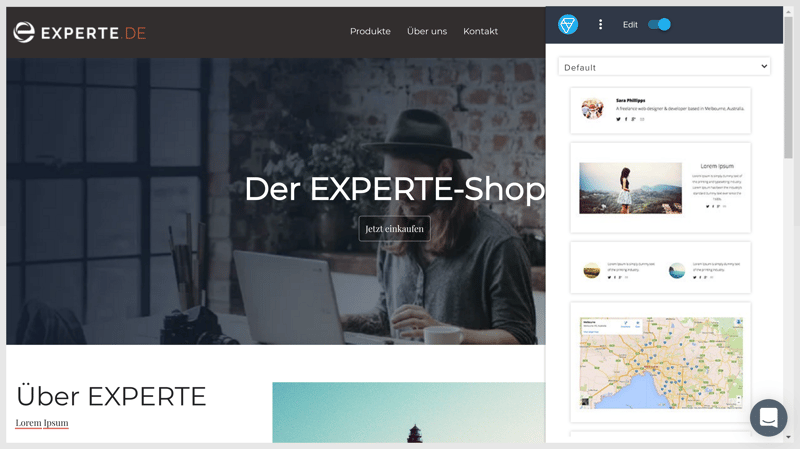 EXPERTE.DE
Produkte Über uns Kontakt
Edit
Default
Der EXPERTE-Shop
Jetzt einkaufen
Über EXPERTE
Lorem Ipsum
Sara Phillipps
A freelance web designer & developer based in Melbourne, Australia
Lorem Ipsum
Melbourne